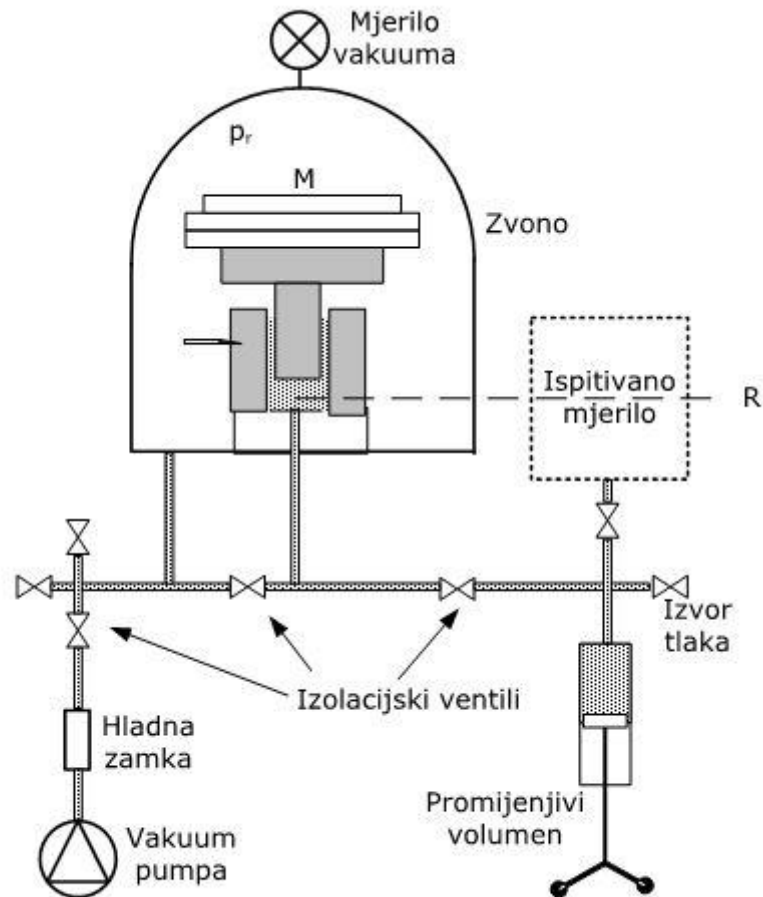 Mjerilo
vakuuma
pᵣ
M
Zvono
Ispitivano
mjerilo
R
Izvor
tlaka
Izolacijski ventili
Hladna
zamka
Promijenjivi
volumen
Vakuum
pumpa